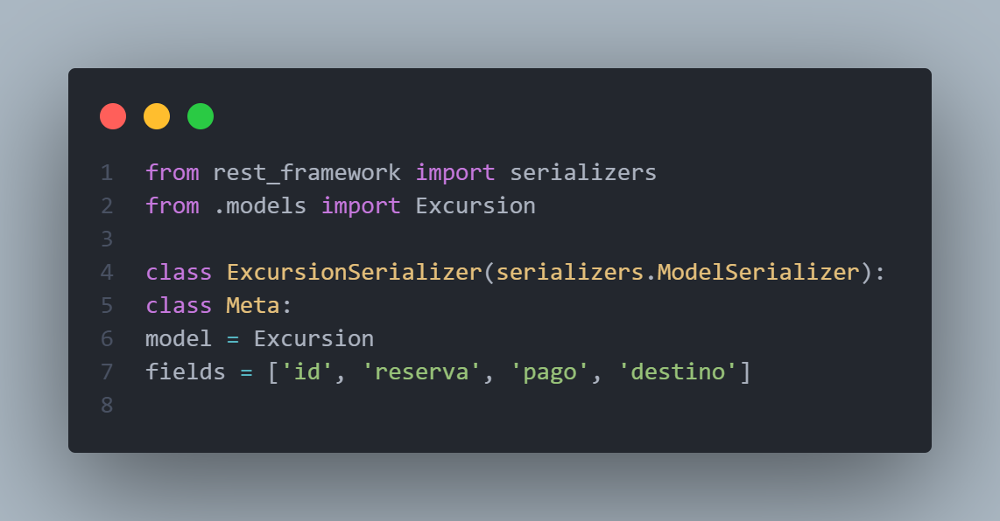 1 from rest_framework import serializers
2 from .models import Excursion
3
4 class ExcursionSerializer(serializers.ModelSerializer):
5 class Meta:
6 model = Excursion
7 fields = ['id', 'reserva', 'pago', 'destino']
8